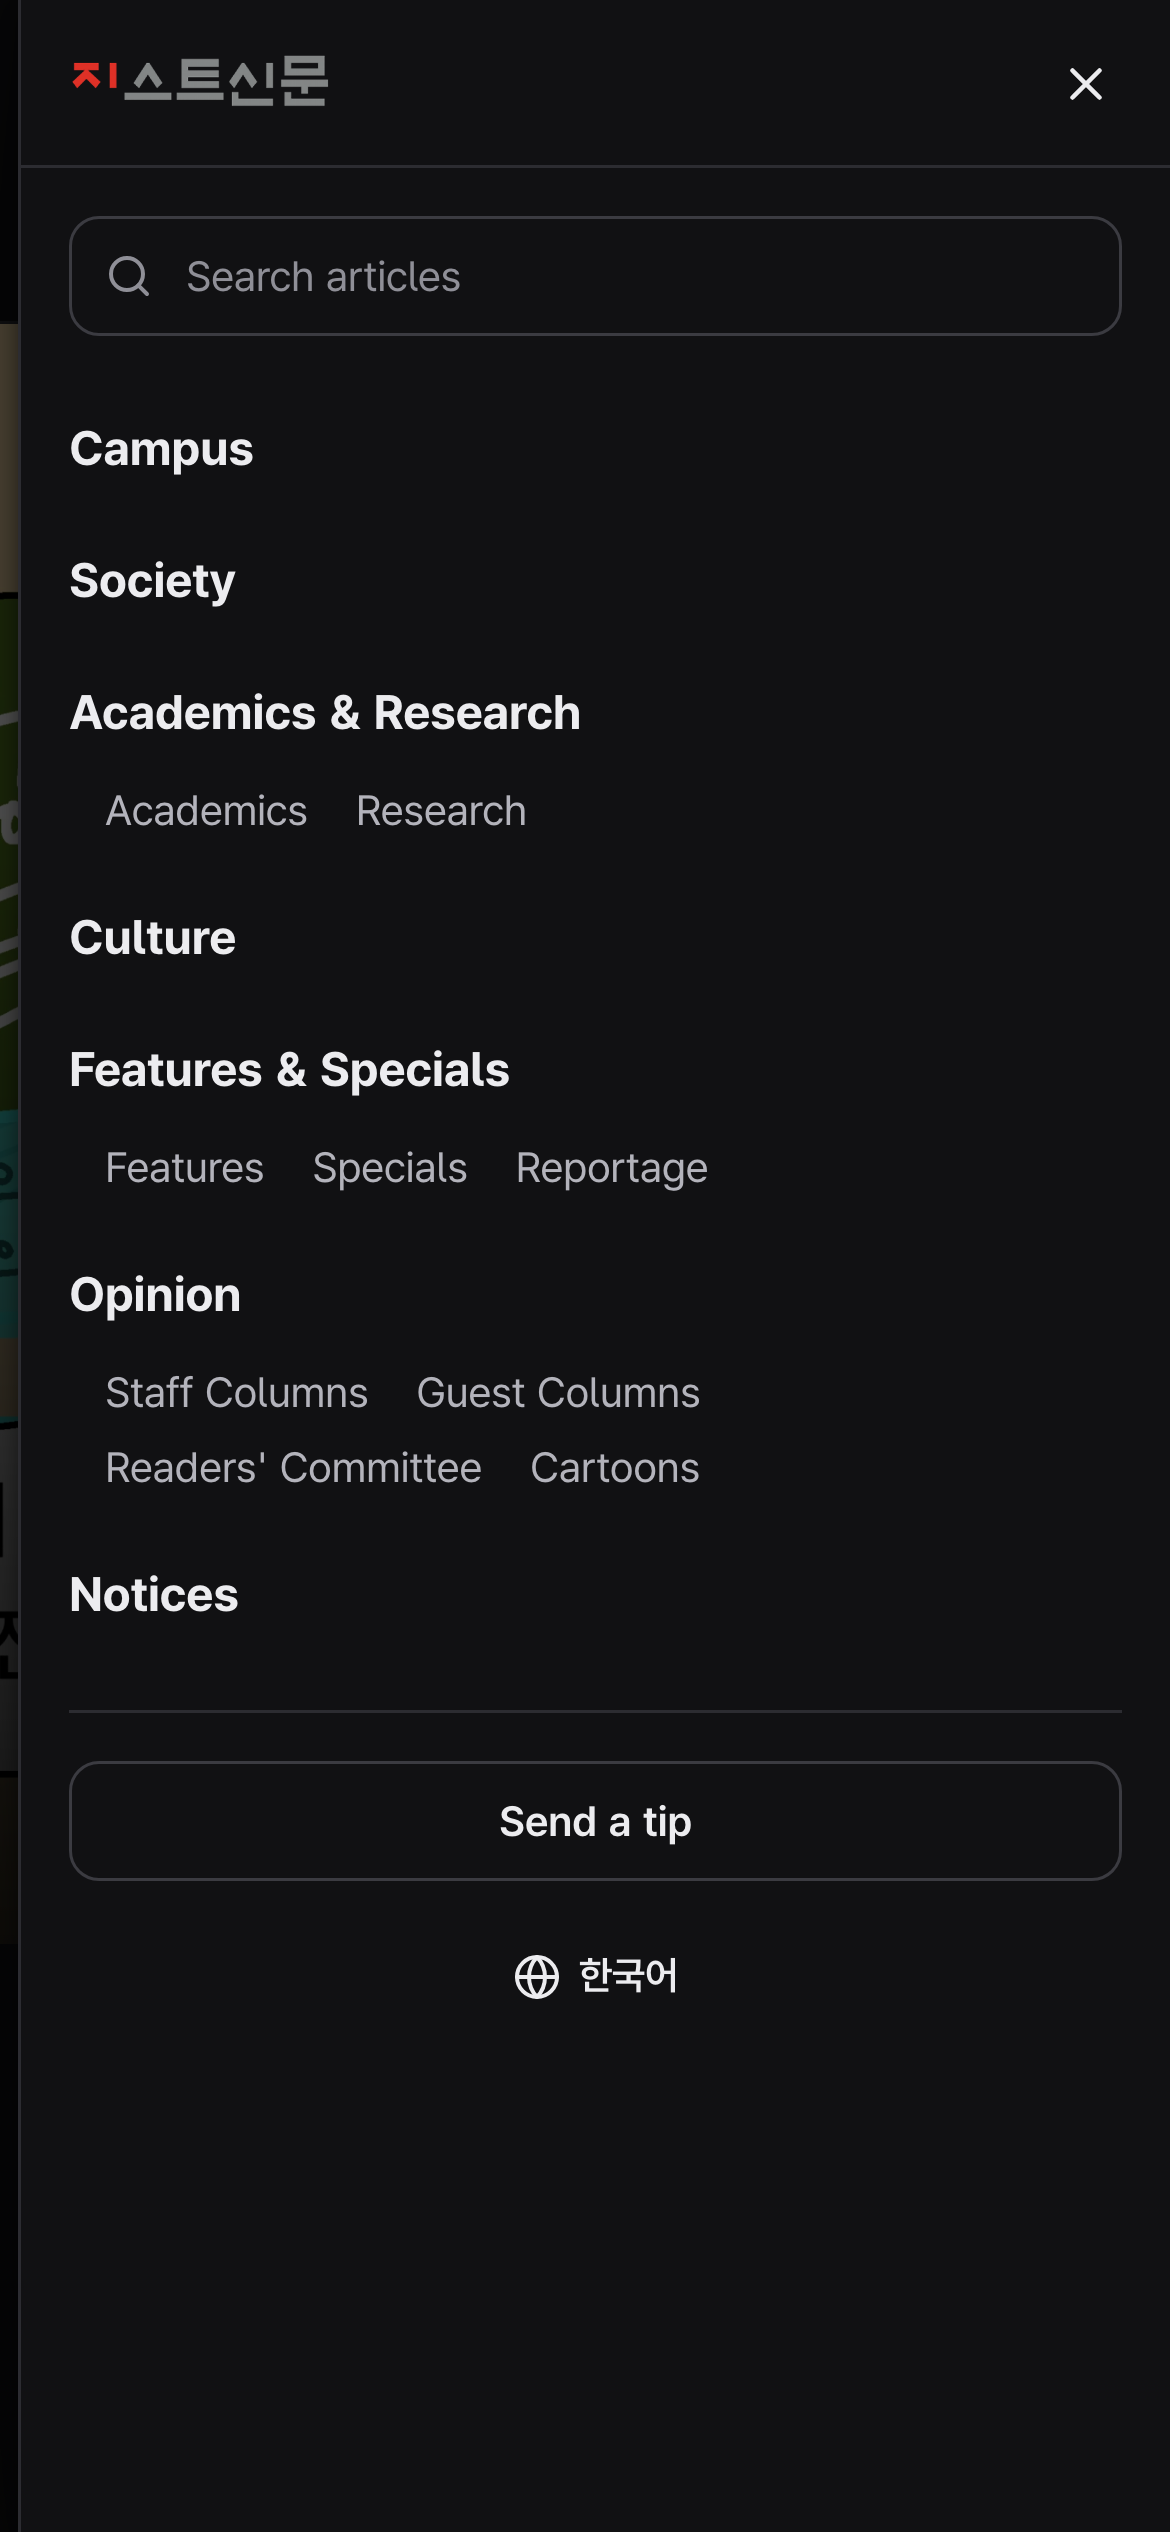 지스트신문
Search articles
Campus
Society
Academics & Research
Academics Research
Culture
Features & Specials
Features Specials Reportage
Opinion
Staff Columns Guest Columns
Readers' Committee Cartoons
Notices
Send a tip
한국어